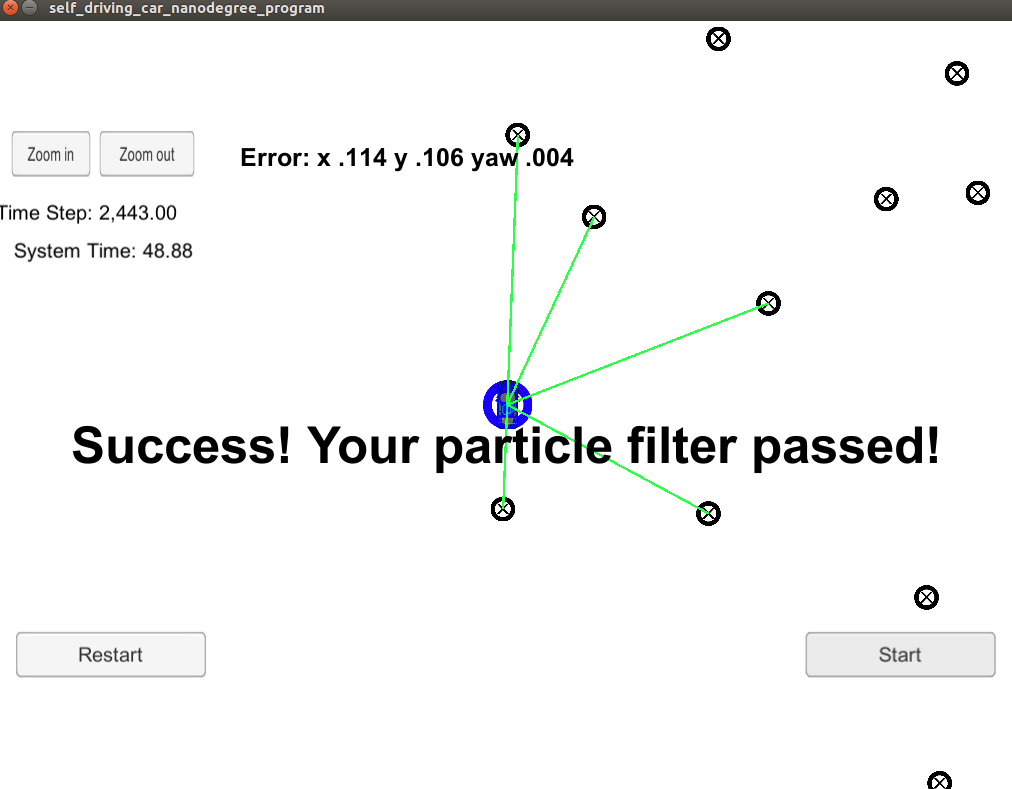 self_driving_car_nanodegree_program
Zoom in
Zoom out
Error: x .114 y .106 yaw .004
Time Step: 2,443.00
System Time: 48.88
Success! Your particle filter passed!
Restart
Start